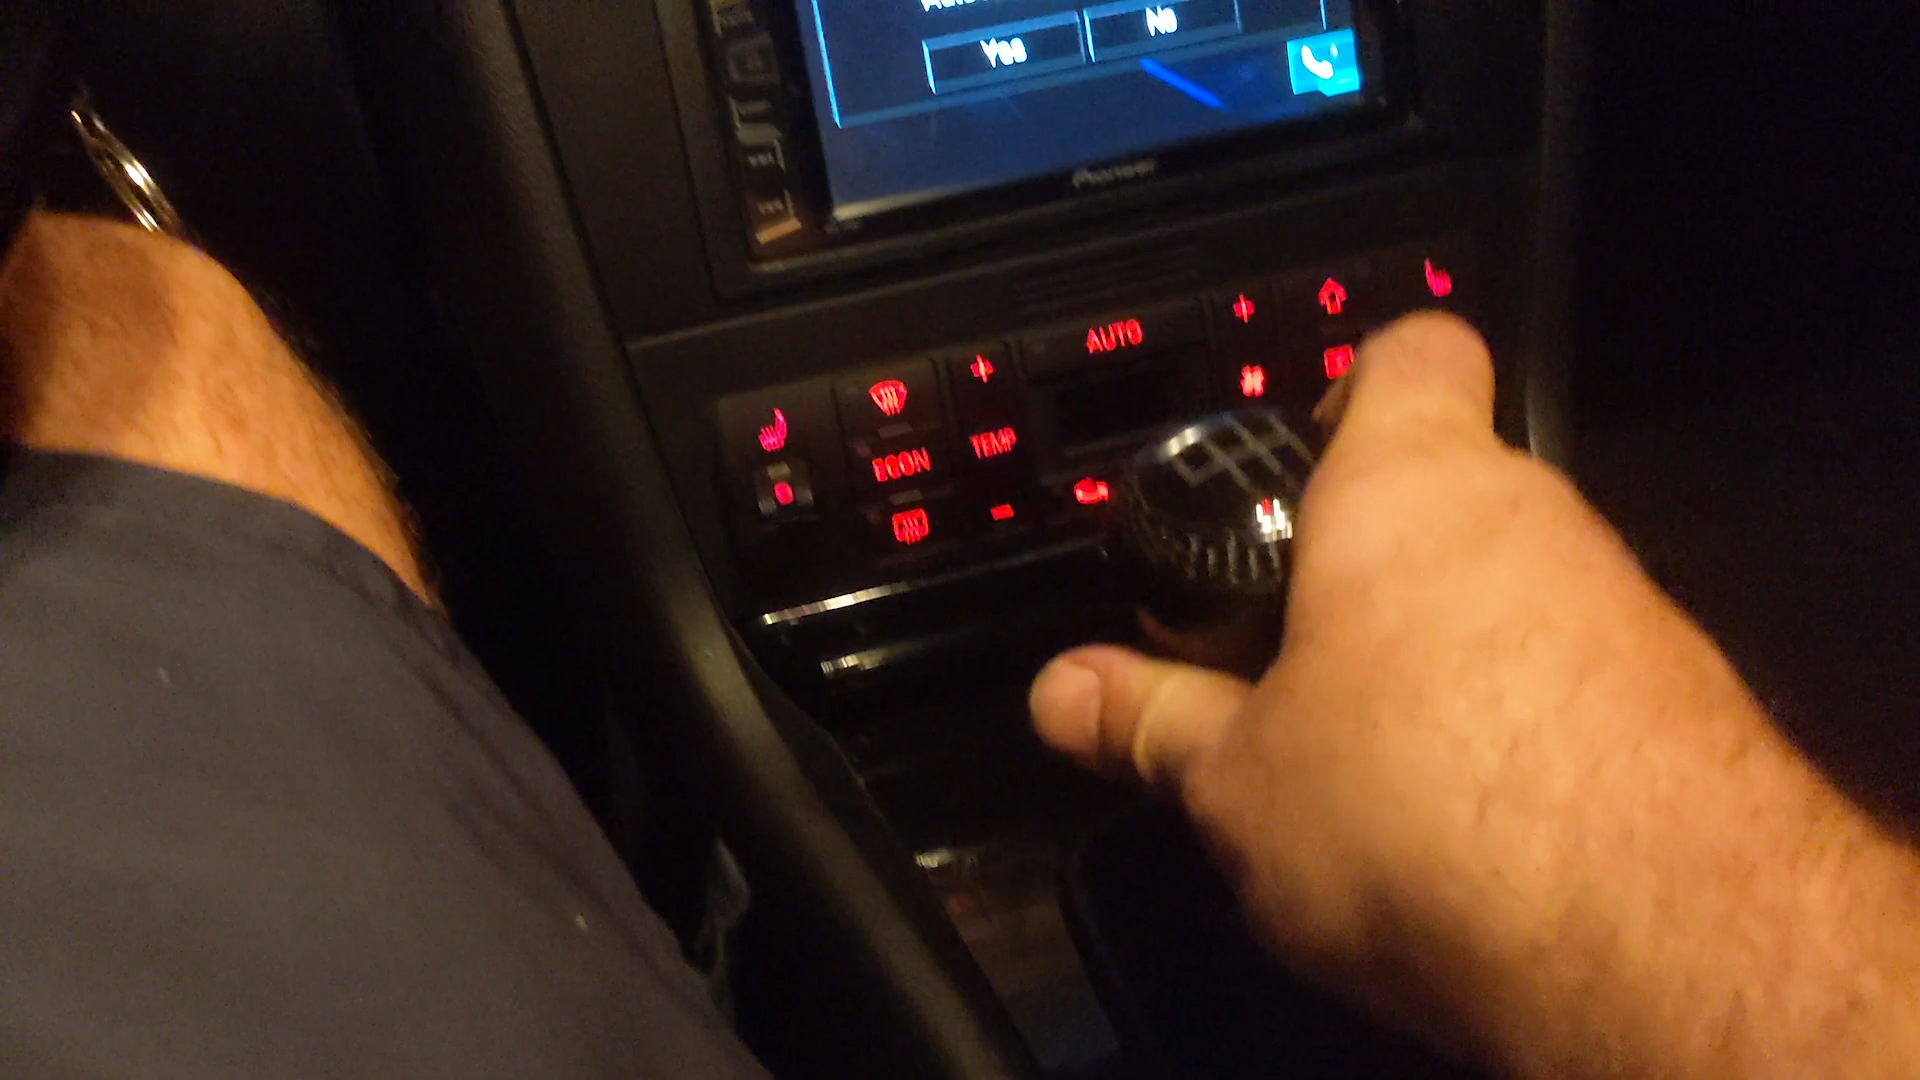 Yes
No
Pioneer
AUTO
ECON
TEMP